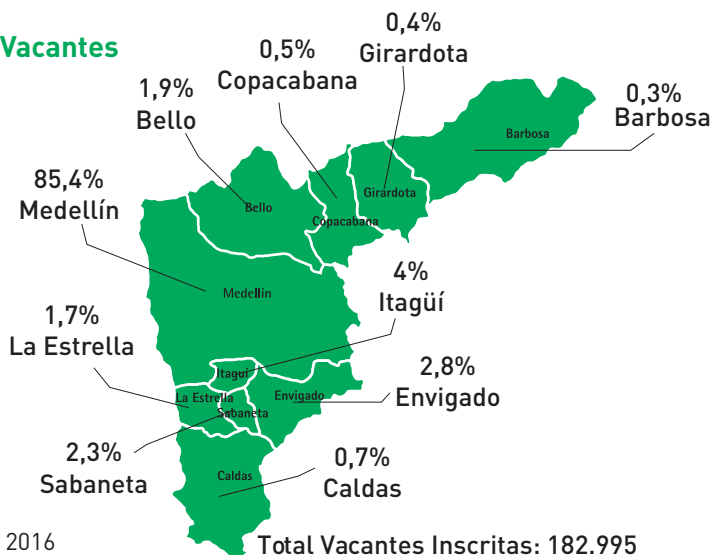 Vacantes
0,4%
Girardota
0,5%
Copacabana
1,9%
Bello
0,3%
Barbosa
Barbosa
Girardota
Bello
Copacabana
85,4%
Medellín
Medellín
4%
Itagüí
1,7%
La Estrella
Itaguí
2,8%
Envigado
La Estrella
Envigado
Sabaneta
2,3%
Sabaneta
0,7%
Caldas
Caldas
2016
Total Vacantes Inscritas: 182.995